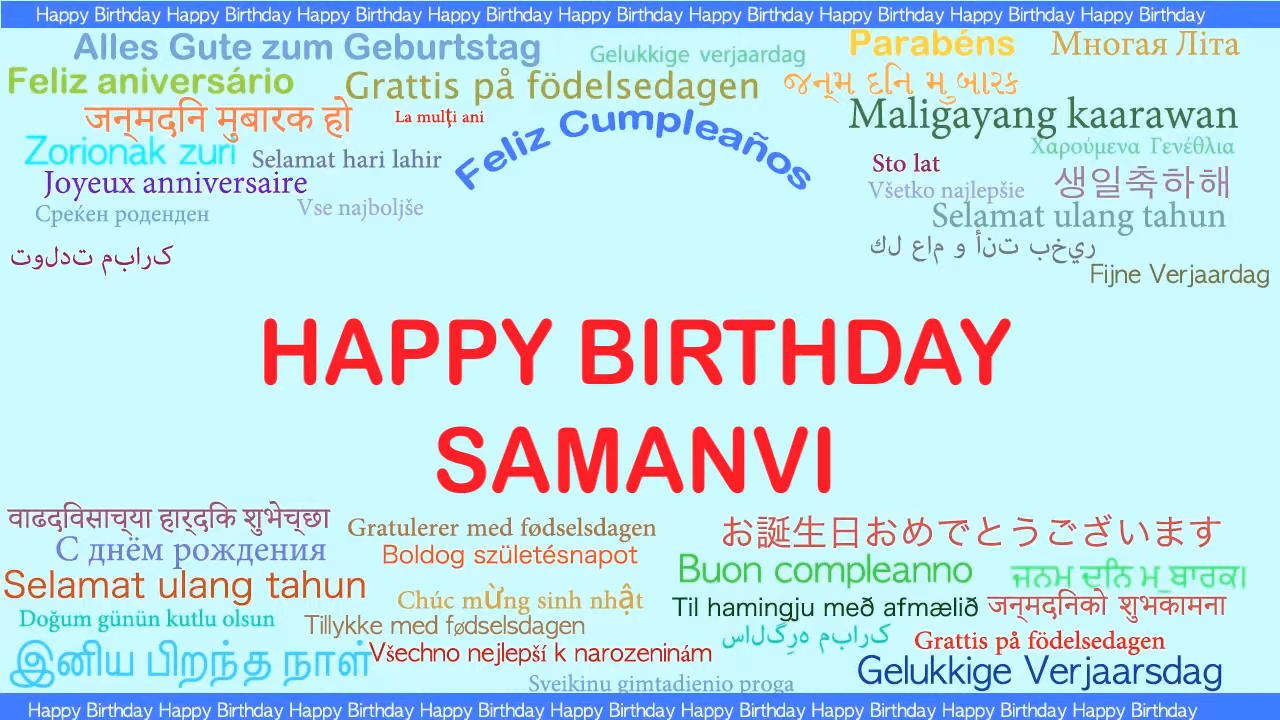 Happy Birthday Happy Birthday Happy Birthday Happy Birthday Happy Birthday Happy Birthday Happy Birthday Happy Birthday Happy Birthday
Alles Gute zum Geburtstag
Gelukkige verjaardag
Parabéns
Многая Літа
Feliz aniversário
Grattis på födelsedagen
જન્મ દિન મુબારક
जन्मदिन मुबारक हो
La mulţi ani
Feliz Cumpleaños
Maligayang kaarawan
Zorionak zuri
Selamat hari lahir
Χαρούμενα Γενέθλια
Sto lat
Joyeux anniversaire
Všetko najlepšie
생일축하해
Среќен роденден
Vse najboljše
Selamat ulang tahun
تولدت مبارک
كل عام و أنت بخير
Fijne Verjaardag
HAPPY BIRTHDAY
SAMANVI
वाढदिवसाच्या हार्दिक शुभेच्छा
Gratulerer med fødselsdagen
お誕生日おめでとうございます
С днём рождения
Boldog születésnapot
Buon compleanno
ਜਨਮ ਦਿਨ ਮੁਬਾਰਕ।
Selamat ulang tahun
Chúc mừng sinh nhật
Til hamingju með afmælið
जन्मदिनको शुभकामना
Doğum günün kutlu olsun
Tillykke med fødselsdagen
سالگرہ مبارک
Grattis på födelsedagen
இனிய பிறந்த நாள்
Všechno nejlepší k narozeninám
Gelukkige Verjaarsdag
Sveikinu gimtadienio proga
Happy Birthday Happy Birthday Happy Birthday Happy Birthday Happy Birthday Happy Birthday Happy Birthday Happy Birthday Happy Birthday